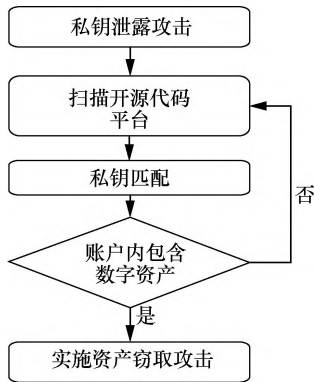 私钥泄露攻击
扫描开源代码
平台
私钥匹配
否
账户内包含
数字资产
是
实施资产窃取攻击